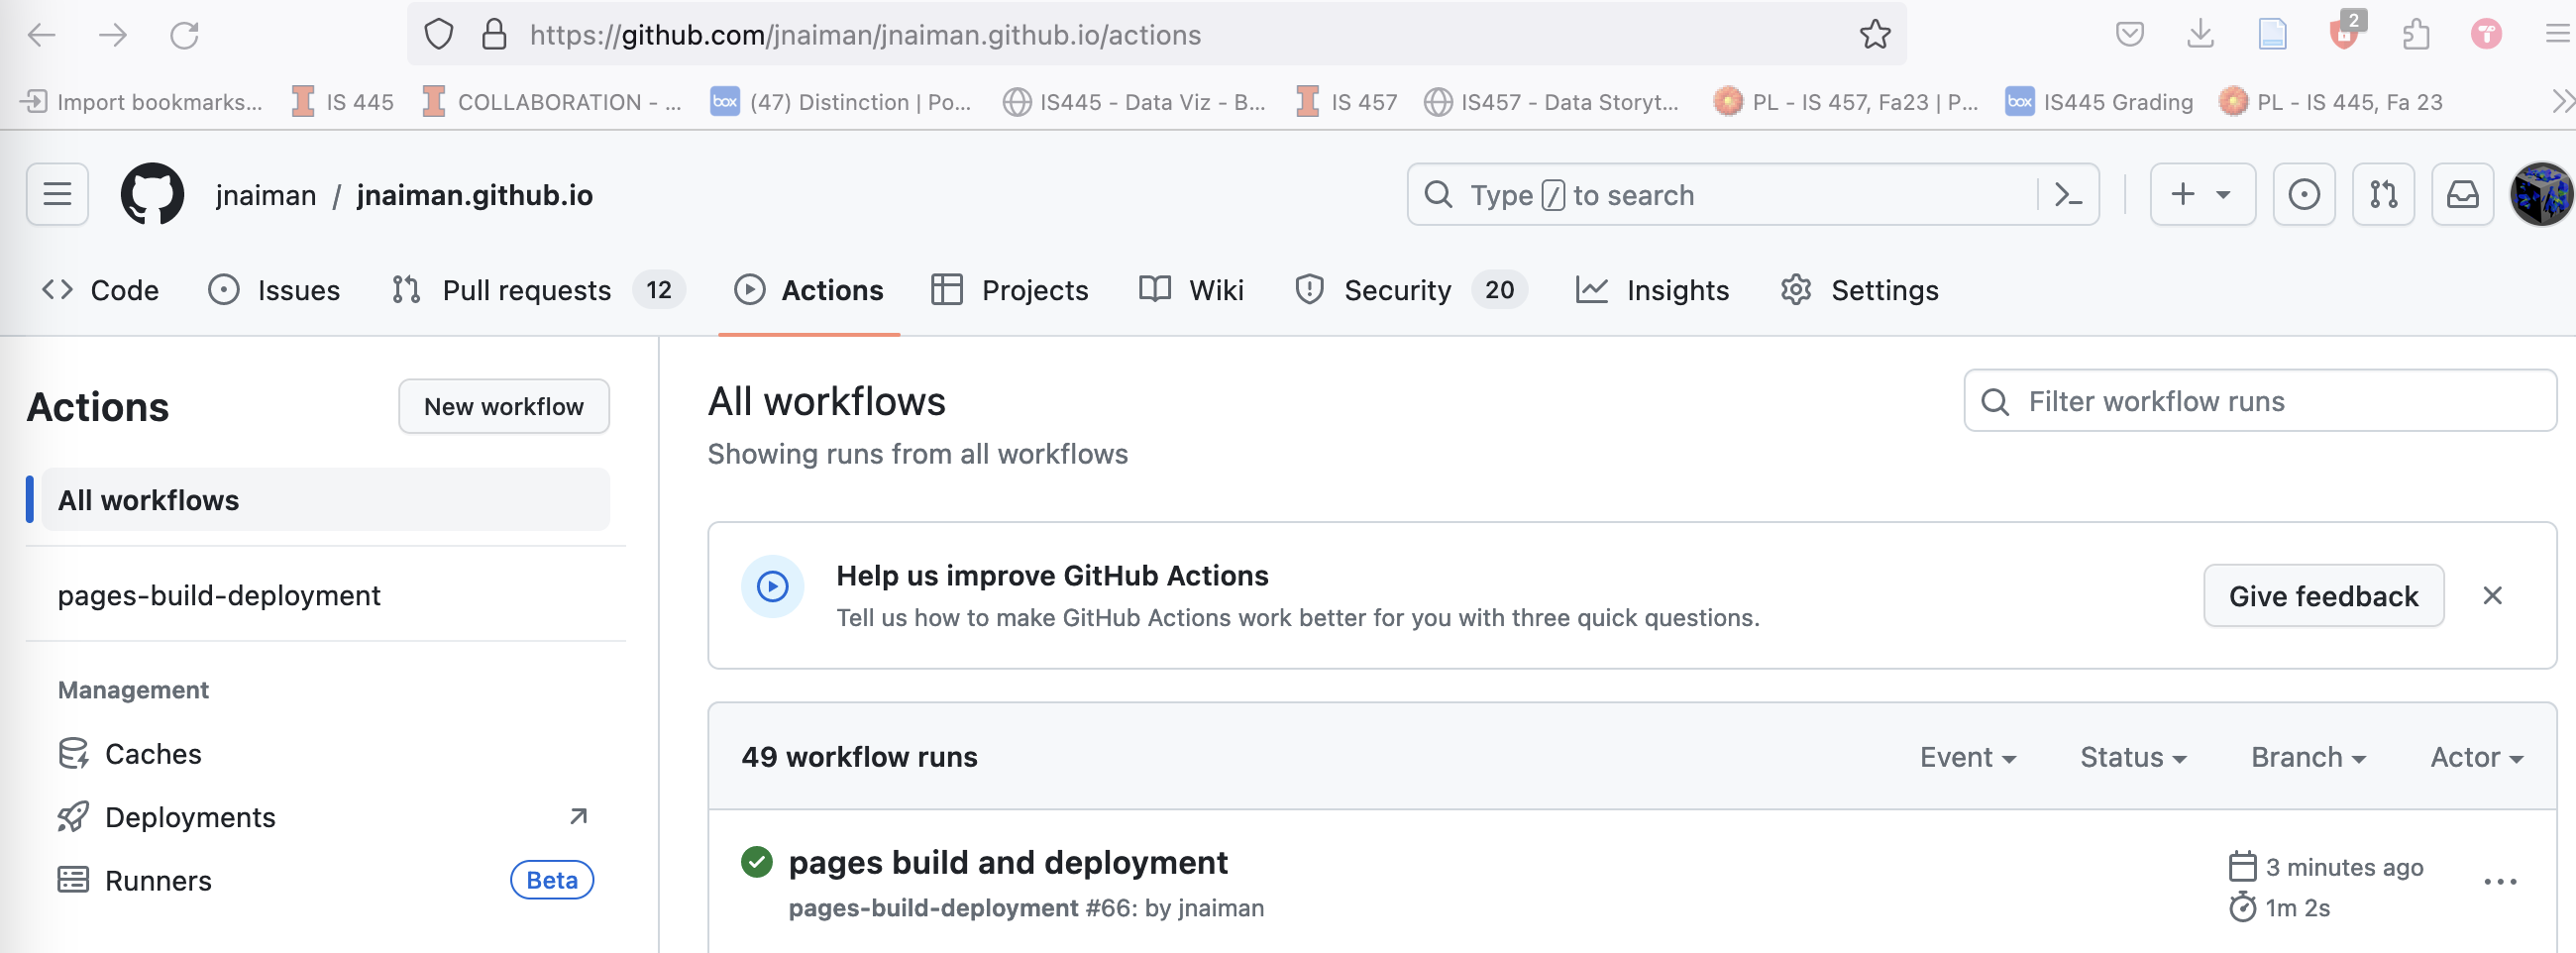 https://github.com/jnaiman/jnaiman.github.io/actions
2
Import bookmarks...
IS 445
COLLABORATION - ...
box
(47) Distinction | Po...
IS445 - Data Viz - B...
IS 457
IS457 - Data Storyt...
PL - IS 457, Fa23 | P...
box
IS445 Grading
PL - IS 445, Fa 23
jnaiman / jnaiman.github.io
Type / to search
Code
Issues
Pull requests 12
Actions
Projects
Wiki
Security 20
Insights
Settings
Actions
New workflow
All workflows
pages-build-deployment
Management
Caches
Deployments
Runners
Beta
All workflows
Showing runs from all workflows
Filter workflow runs
Help us improve GitHub Actions
Tell us how to make GitHub Actions work better for you with three quick questions.
Give feedback
49 workflow runs
Event
Status
Branch
Actor
pages build and deployment
pages-build-deployment #66: by jnaiman
3 minutes ago
1m 2s